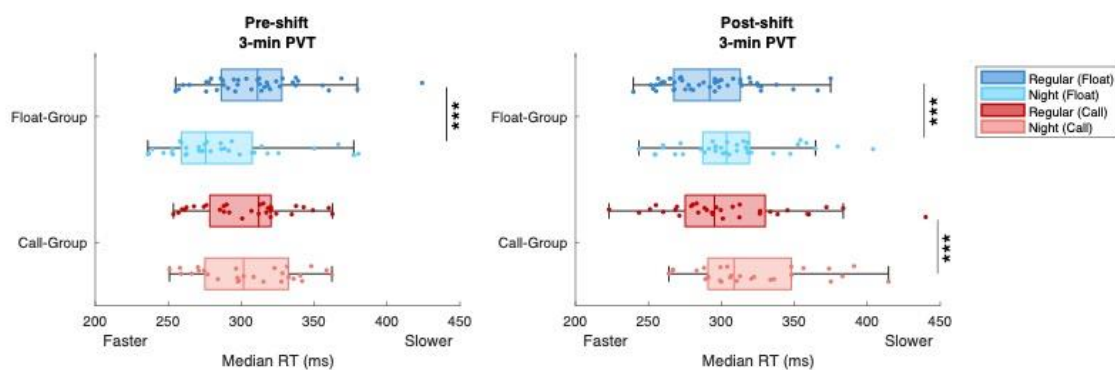 Pre-shift
3-min PVT
Float-Group
***
Call-Group
200 250 300 350 400 450
Faster Slower
Median RT (ms)
Post-shift
3-min PVT
Float-Group
***
Call-Group
***
200 250 300 350 400 450
Faster Slower
Median RT (ms)
Regular (Float)
Night (Float)
Regular (Call)
Night (Call)